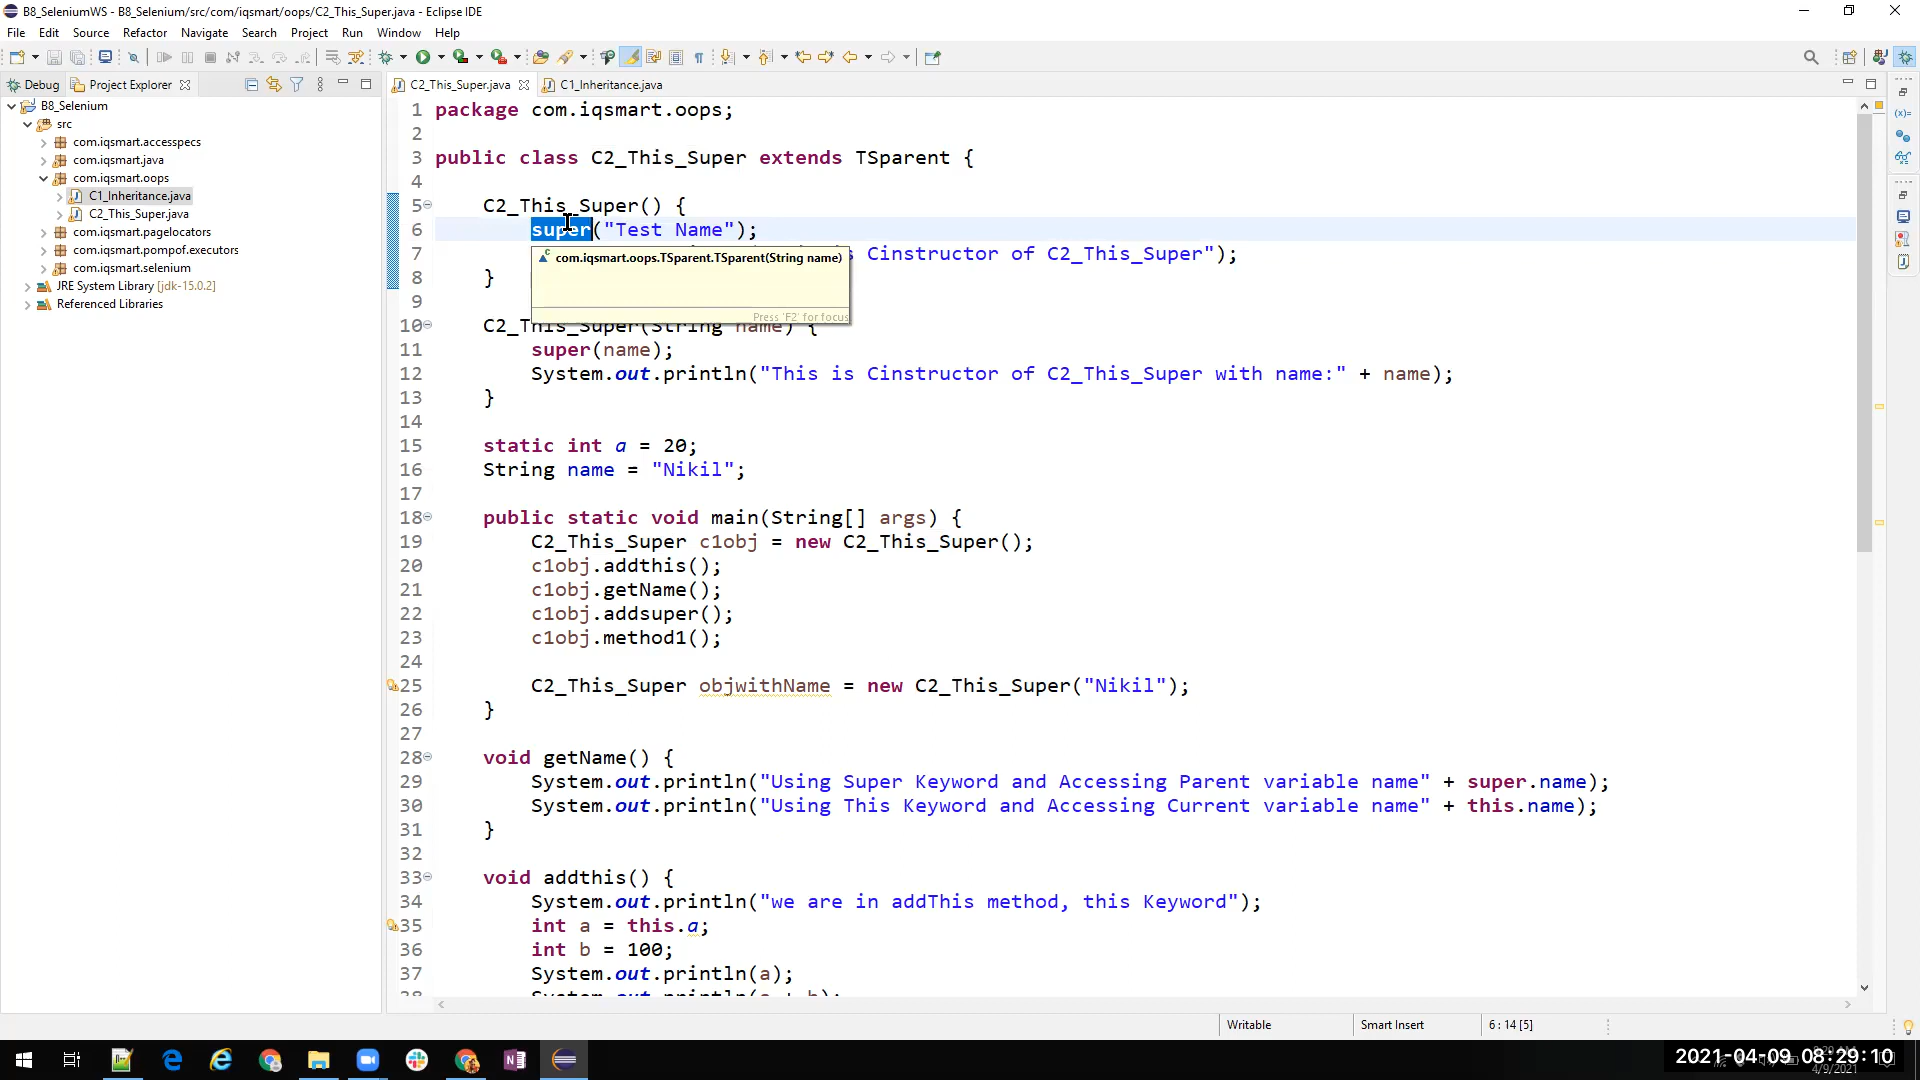 B8_SeleniumWS - B8_Selenium/src/com/iqsmart/oops/C2_This_Super.java - Eclipse IDE
File Edit Source Refactor Navigate Search Project Run Window Help
Debug Project Explorer C2_This_Super.java C1_Inheritance.java
B8_Selenium
src
com.iqsmart.accesspecs
com.iqsmart.java
com.iqsmart.oops
C1_Inheritance.java
C2_This_Super.java
com.iqsmart.pagelocators
com.iqsmart.pompof.executors
com.iqsmart.selenium
JRE System Library [jdk-15.0.2]
Referenced Libraries
1 package com.iqsmart.oops;
2
3 public class C2_This_Super extends TSparent {
4
5 C2_This_Super() {
6 super("Test Name");
7 s Cinstructor of C2_This_Super");
com.iqsmart.oops.TSparent.TSparent(String name)
8 }
9
Press 'F2' for focus
10 C2_This_Super(String name) {
11 super(name);
12 System.out.println("This is Cinstructor of C2_This_Super with name:" + name);
13 }
14
15 static int a = 20;
16 String name = "Nikil";
17
18 public static void main(String[] args) {
19 C2_This_Super c1obj = new C2_This_Super();
20 c1obj.addthis();
21 c1obj.getName();
22 c1obj.addsuper();
23 c1obj.method1();
24
25 C2_This_Super objwithName = new C2_This_Super("Nikil");
26 }
27
28 void getName() {
29 System.out.println("Using Super Keyword and Accessing Parent variable name" + super.name);
30 System.out.println("Using This Keyword and Accessing Current variable name" + this.name);
31 }
32
33 void addthis() {
34 System.out.println("we are in addThis method, this Keyword");
35 int a = this.a;
36 int b = 100;
37 System.out.println(a);
Writable Smart Insert 6 : 14 [5]
2021-04-09 08:29:10
4/9/2021